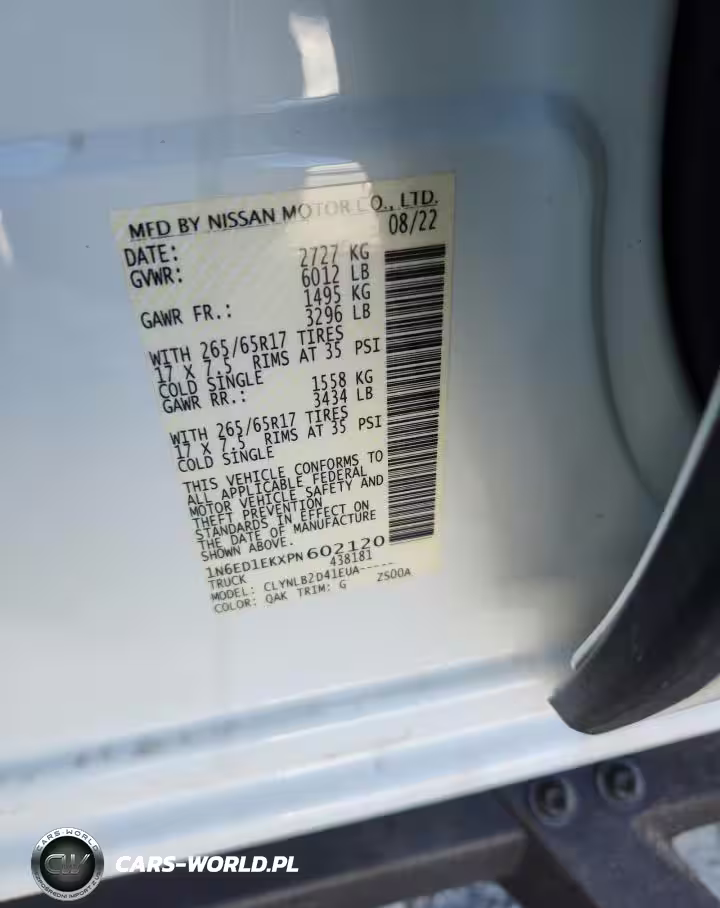 MFD BY NISSAN MOTOR CO., LTD.
DATE: 08/22
GVWR: 2727 KG
6012 LB
GAWR FR.: 1495 KG
3296 LB
WITH 265/65R17 TIRES
17 X 7.5 RIMS AT 35 PSI
COLD SINGLE
GAWR RR.: 1558 KG
3434 LB
WITH 265/65R17 TIRES
17 X 7.5 RIMS AT 35 PSI
COLD SINGLE
THIS VEHICLE CONFORMS TO
ALL APPLICABLE FEDERAL
MOTOR VEHICLE SAFETY AND
THEFT PREVENTION
STANDARDS IN EFFECT ON
THE DATE OF MANUFACTURE
SHOWN ABOVE.
1N6ED1EKXPN602120
TRUCK 438181
MODEL: CLYNLB2D41EUA-----
COLOR: QAK TRIM: G ZS00A
CARS-WORLD
CW
CARS-WORLD.PL